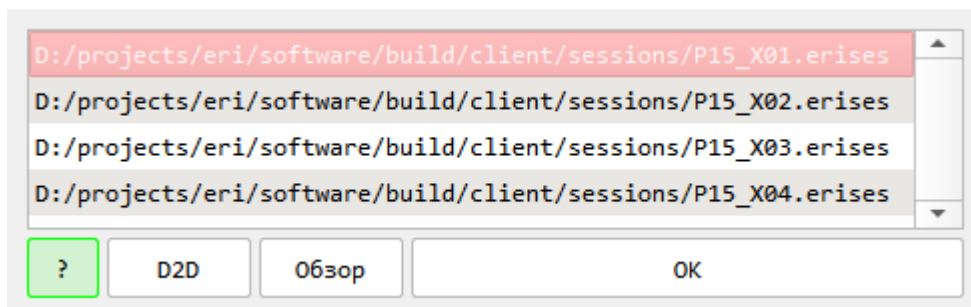 D:/projects/eri/software/build/client/sessions/P15_X01.erises
D:/projects/eri/software/build/client/sessions/P15_X02.erises
D:/projects/eri/software/build/client/sessions/P15_X03.erises
D:/projects/eri/software/build/client/sessions/P15_X04.erises
? D2D Обзор ОК